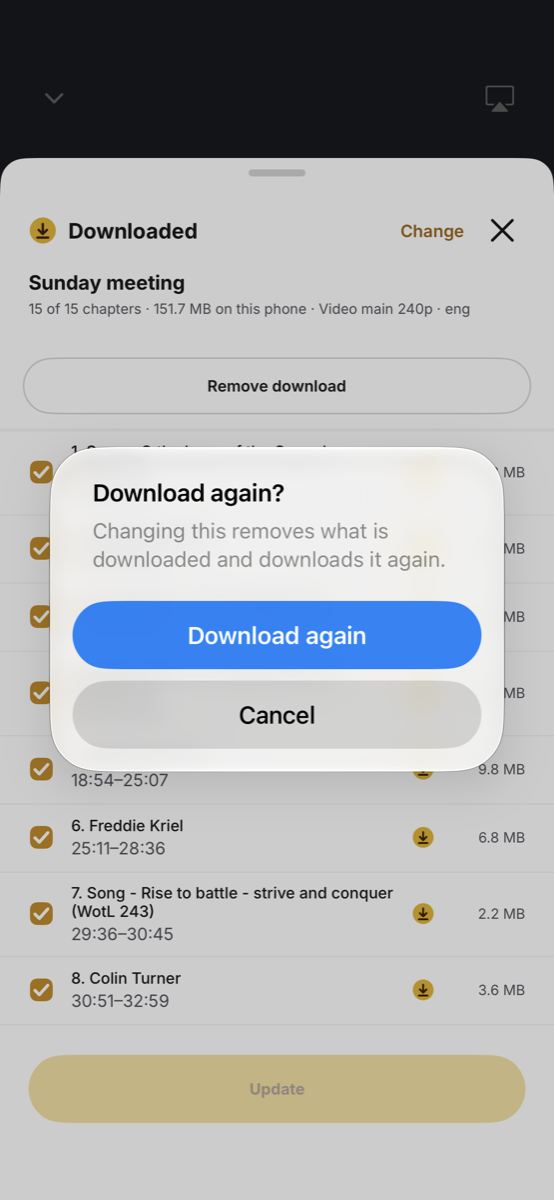 Downloaded
Change
Sunday meeting
15 of 15 chapters · 151.7 MB on this phone · Video main 240p · eng
Remove download
MB
Download again?
Changing this removes what is
downloaded and downloads it again.
MB
MB
Download again
MB
Cancel
9.8 MB
18:54–25:07
6. Freddie Kriel
6.8 MB
25:11–28:36
7. Song - Rise to battle - strive and conquer
(WotL 243)
2.2 MB
29:36–30:45
8. Colin Turner
3.6 MB
30:51–32:59
Update